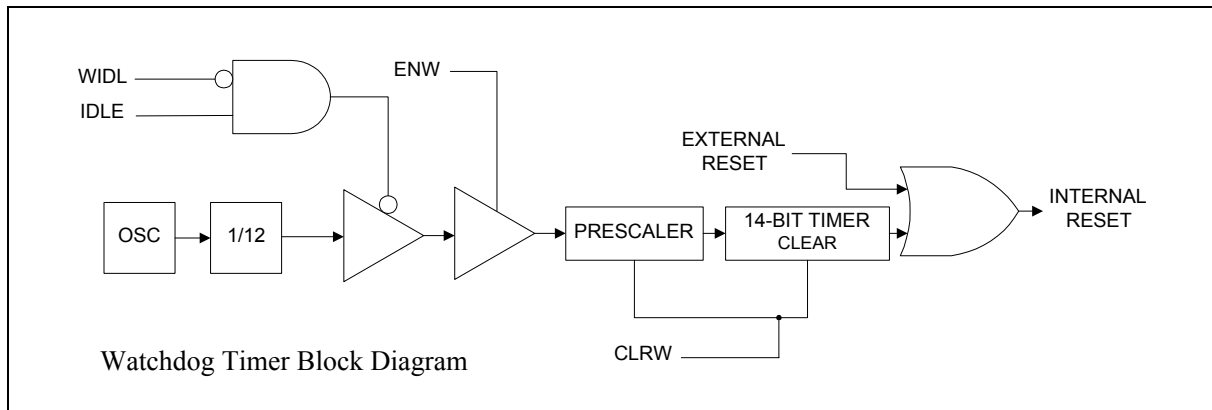 WIDL
IDLE
ENW
EXTERNAL
RESET
OSC
1/12
PRESCALER
14-BIT TIMER
CLEAR
INTERNAL
RESET
CLRW
Watchdog Timer Block Diagram